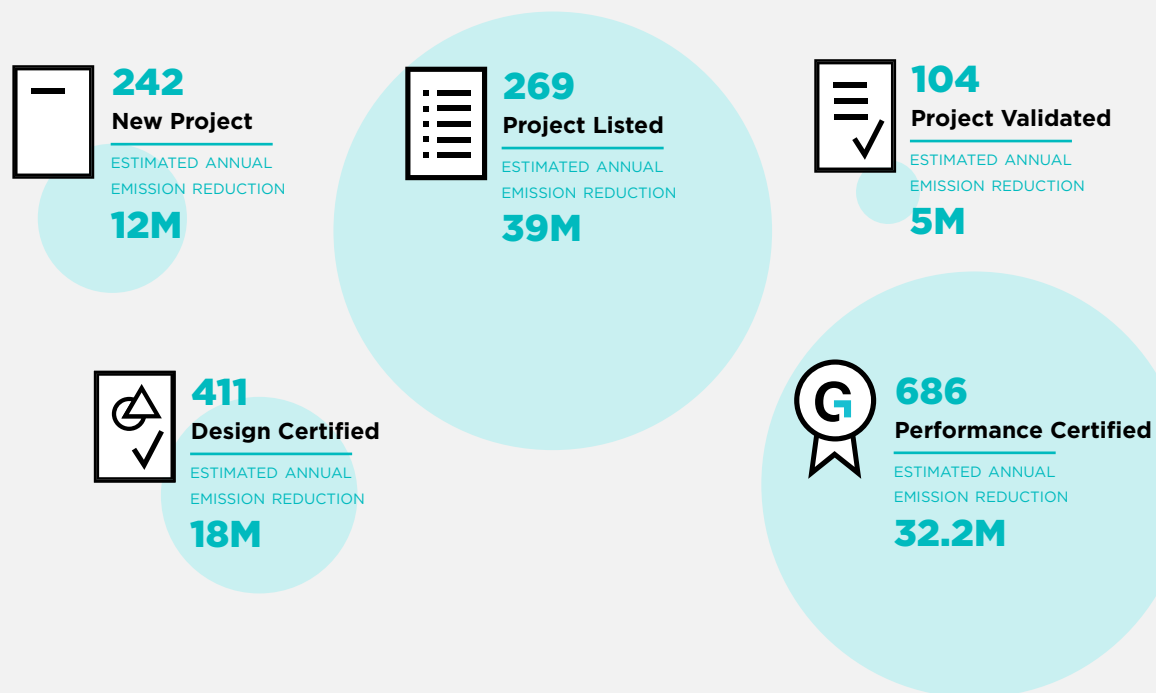 242
New Project
ESTIMATED ANNUAL
EMISSION REDUCTION
12M
269
Project Listed
ESTIMATED ANNUAL
EMISSION REDUCTION
39M
104
Project Validated
ESTIMATED ANNUAL
EMISSION REDUCTION
5M
411
Design Certified
ESTIMATED ANNUAL
EMISSION REDUCTION
18M
G
686
Performance Certified
ESTIMATED ANNUAL
EMISSION REDUCTION
32.2M